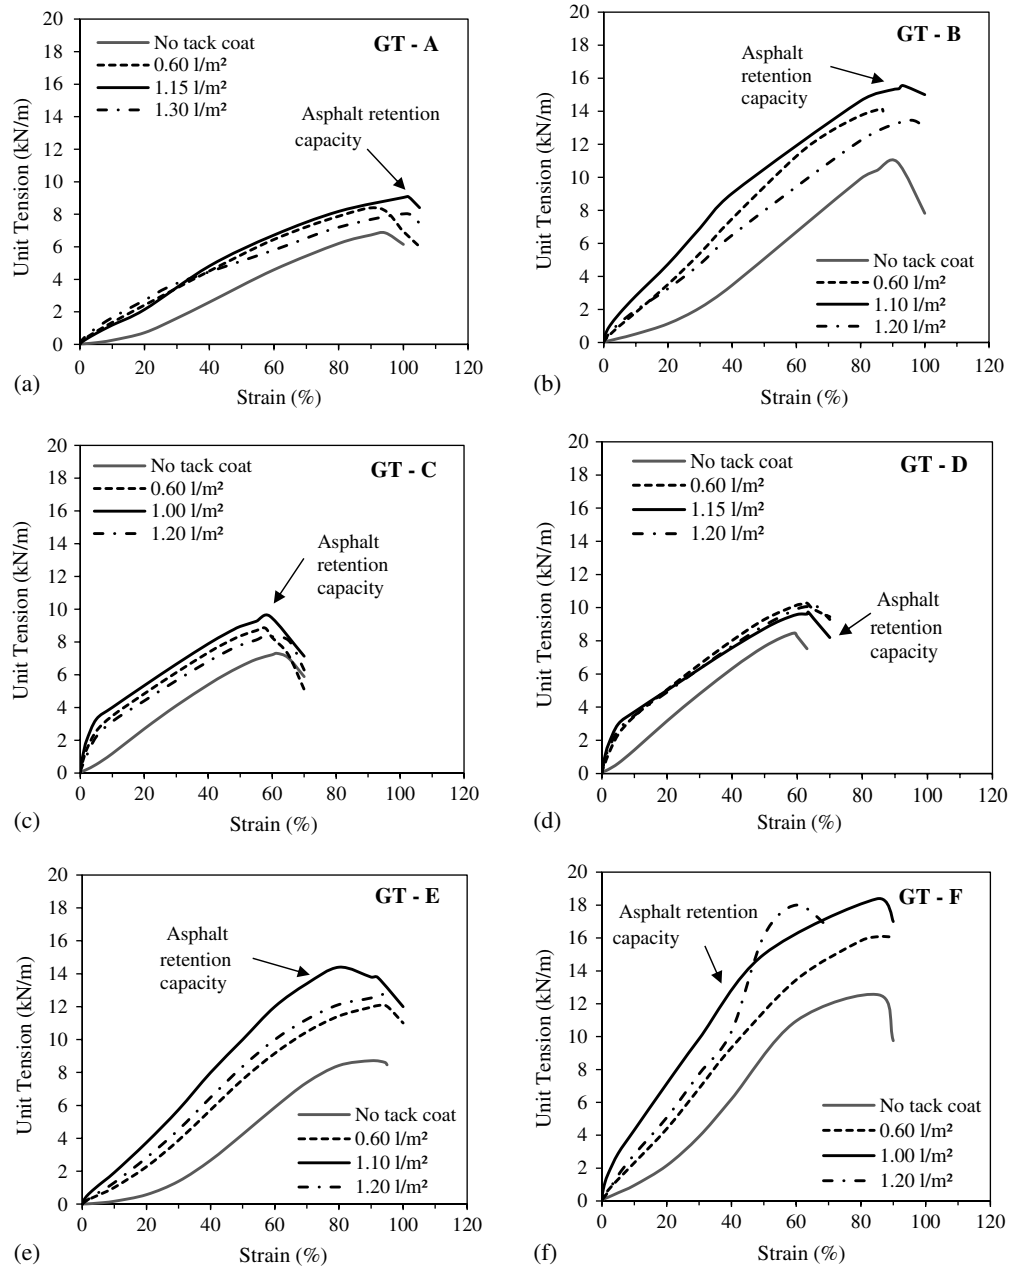 GT - A
No tack coat
0.60 l/m²
1.15 l/m²
1.30 l/m²
Asphalt retention
capacity
Unit Tension (kN/m)
20
18
16
14
12
10
8
6
4
2
0
0 20 40 60 80 100 120
Strain (%)
(a)
GT - B
Asphalt
retention
capacity
No tack coat
0.60 l/m²
1.10 l/m²
1.20 l/m²
Unit Tension (kN/m)
20
18
16
14
12
10
8
6
4
2
0
0 20 40 60 80 100 120
Strain (%)
(b)
GT - C
No tack coat
0.60 l/m²
1.00 l/m²
1.20 l/m²
Asphalt
retention
capacity
Unit Tension (kN/m)
20
18
16
14
12
10
8
6
4
2
0
0 20 40 60 80 100 120
Strain (%)
(c)
GT - D
No tack coat
0.60 l/m²
1.15 l/m²
1.20 l/m²
Asphalt
retention
capacity
Unit Tension (kN/m)
20
18
16
14
12
10
8
6
4
2
0
0 20 40 60 80 100 120
Strain (%)
(d)
GT - E
Asphalt
retention
capacity
No tack coat
0.60 l/m²
1.10 l/m²
1.20 l/m²
Unit Tension (kN/m)
20
18
16
14
12
10
8
6
4
2
0
0 20 40 60 80 100 120
Strain (%)
(e)
GT - F
Asphalt retention
capacity
No tack coat
0.60 l/m²
1.00 l/m²
1.20 l/m²
Unit Tension (kN/m)
20
18
16
14
12
10
8
6
4
2
0
0 20 40 60 80 100 120
Strain (%)
(f)